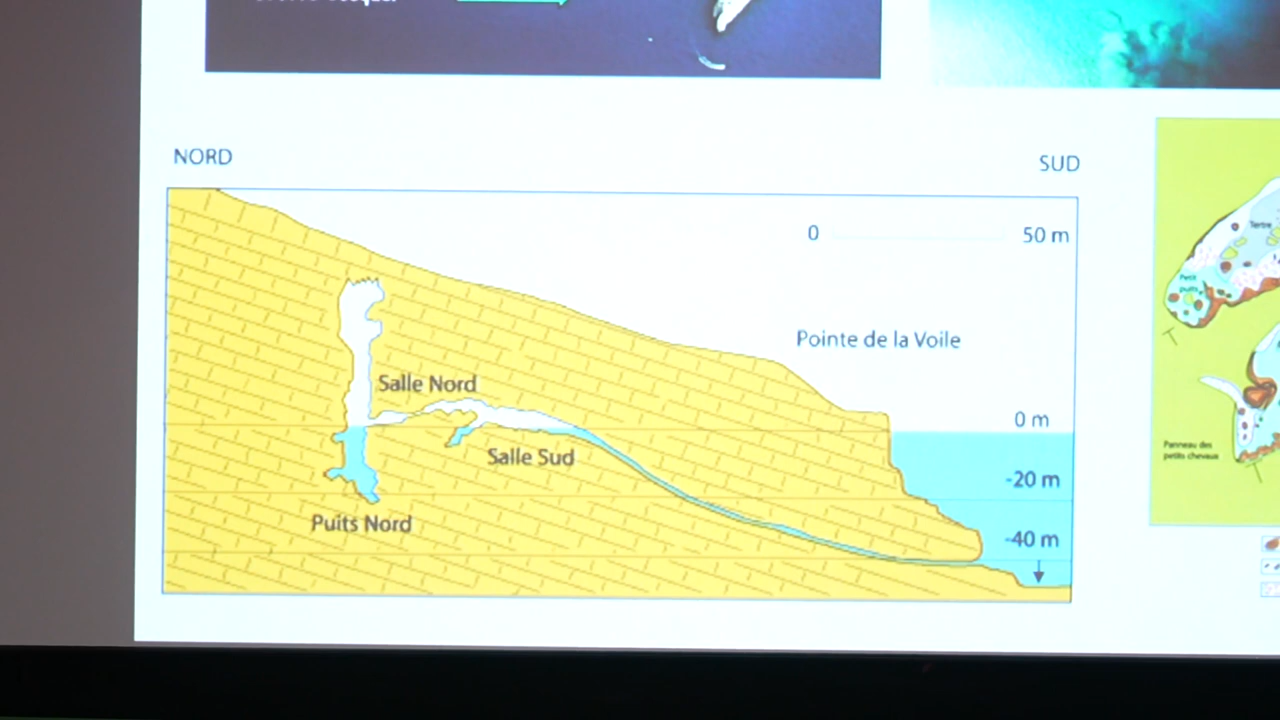 NORD
SUD
0
50 m
Pointe de la Voile
Salle Nord
0 m
Salle Sud
-20 m
Puits Nord
-40 m
Tertre
Petit
puits
Panneau des
petits chevaux